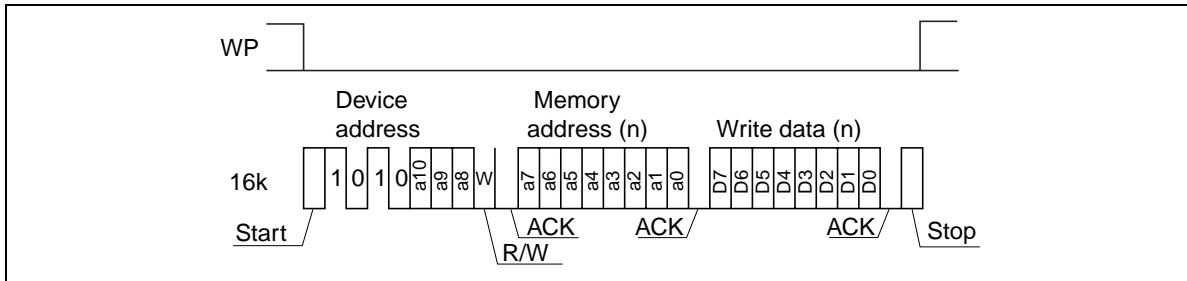 WP
Device address
Memory address (n)
Write data (n)
16k
1 0 1 0 a10 a9 a8 W a7 a6 a5 a4 a3 a2 a1 a0 D7 D6 D5 D4 D3 D2 D1 D0
Start
ACK
ACK
ACK
Stop
R/W